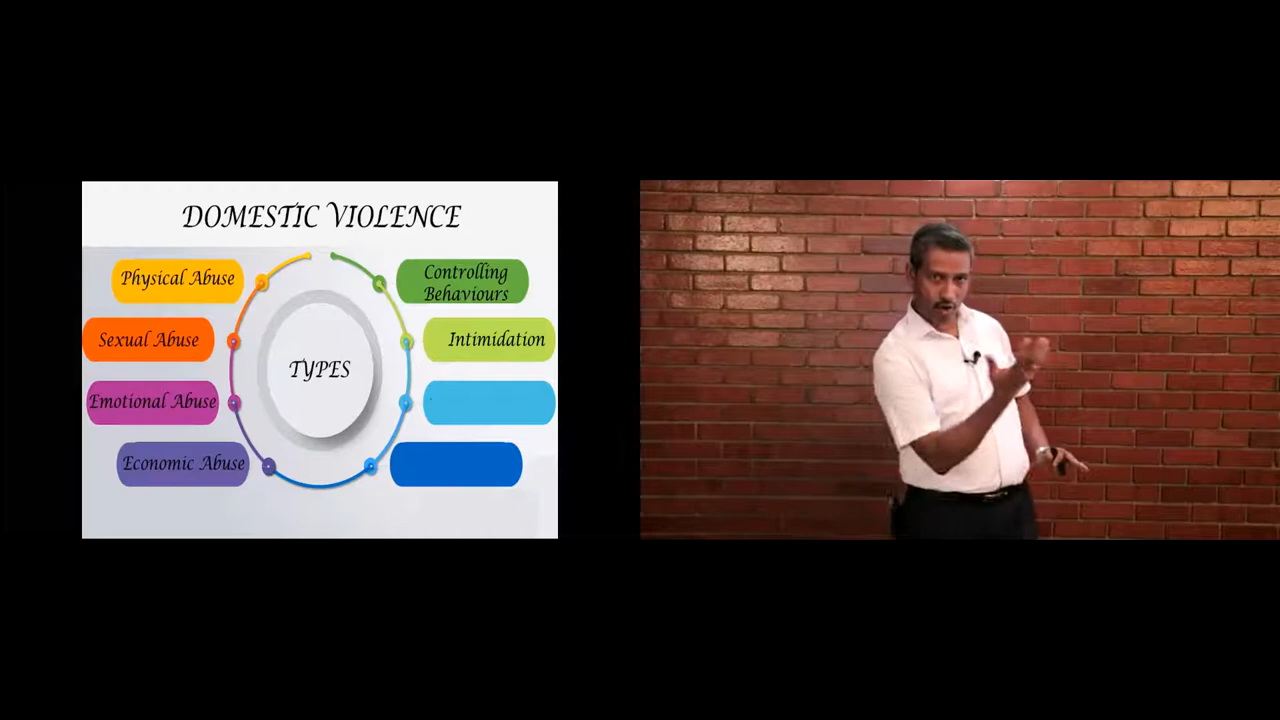 DOMESTIC VIOLENCE
Physical Abuse
Sexual Abuse
Emotional Abuse
Economic Abuse
TYPES
Controlling
Behaviours
Intimidation